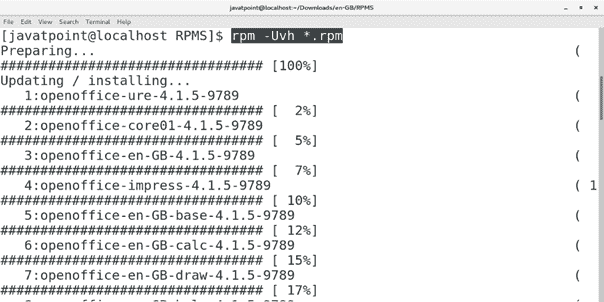 javatpoint@localhost:~/Downloads/en-GB/RPMS
File Edit View Search Terminal Help
[javatpoint@localhost RPMS]$ rpm -Uvh *.rpm
Preparing... (
################################# [100%]
Updating / installing...
1:openoffice-ure-4.1.5-9789 (
################################# [ 2%]
2:openoffice-core01-4.1.5-9789 (
################################# [ 5%]
3:openoffice-en-GB-4.1.5-9789 (
################################# [ 7%]
4:openoffice-impress-4.1.5-9789 ( 1
################################# [ 10%]
5:openoffice-en-GB-base-4.1.5-9789 (
################################# [ 12%]
6:openoffice-en-GB-calc-4.1.5-9789 (
################################# [ 15%]
7:openoffice-en-GB-draw-4.1.5-9789 (
################################# [ 17%]